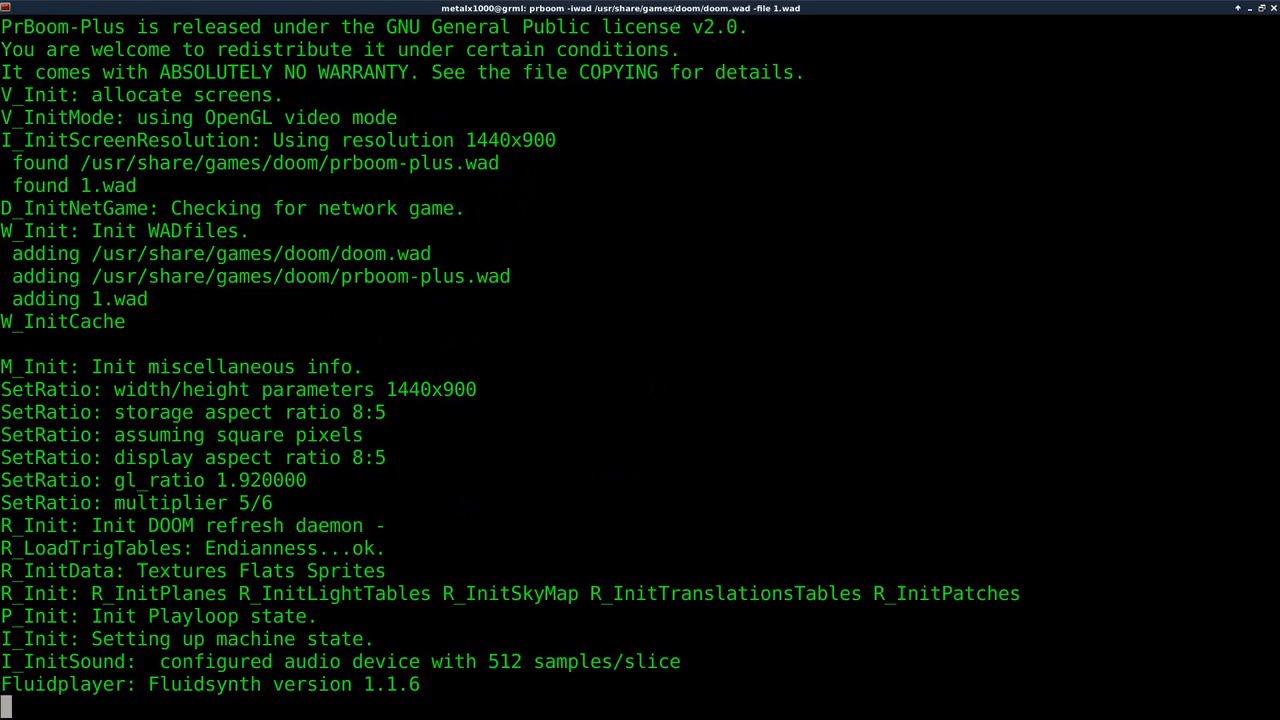 metalx1000@grml: prboom -iwad /usr/share/games/doom/doom.wad -file 1.wad
PrBoom-Plus is released under the GNU General Public license v2.0.
You are welcome to redistribute it under certain conditions.
It comes with ABSOLUTELY NO WARRANTY. See the file COPYING for details.
V_Init: allocate screens.
V_InitMode: using OpenGL video mode
I_InitScreenResolution: Using resolution 1440x900
 found /usr/share/games/doom/prboom-plus.wad
 found 1.wad
D_InitNetGame: Checking for network game.
W_Init: Init WADfiles.
 adding /usr/share/games/doom/doom.wad
 adding /usr/share/games/doom/prboom-plus.wad
 adding 1.wad
W_InitCache
M_Init: Init miscellaneous info.
SetRatio: width/height parameters 1440x900
SetRatio: storage aspect ratio 8:5
SetRatio: assuming square pixels
SetRatio: display aspect ratio 8:5
SetRatio: gl_ratio 1.920000
SetRatio: multiplier 5/6
R_Init: Init DOOM refresh daemon -
R_LoadTrigTables: Endianness...ok.
R_InitData: Textures Flats Sprites
R_Init: R_InitPlanes R_InitLightTables R_InitSkyMap R_InitTranslationsTables R_InitPatches
P_Init: Init Playloop state.
I_Init: Setting up machine state.
I_InitSound:  configured audio device with 512 samples/slice
Fluidplayer: Fluidsynth version 1.1.6